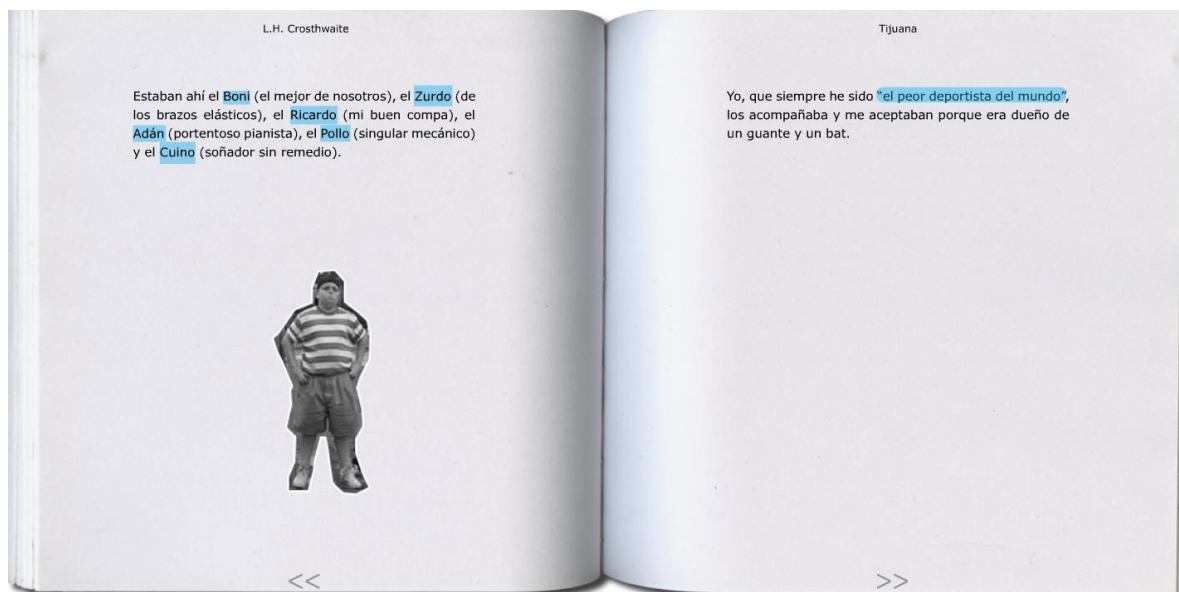 L.H. Crosthwaite
Estaban ahí el Boni (el mejor de nosotros), el Zurdo (de
los brazos elásticos), el Ricardo (mi buen compa), el
Adán (portentoso pianista), el Pollo (singular mecánico)
y el Cuino (soñador sin remedio).
<<
Tijuana
Yo, que siempre he sido “el peor deportista del mundo”,
los acompañaba y me aceptaban porque era dueño de
un guante y un bat.
>>